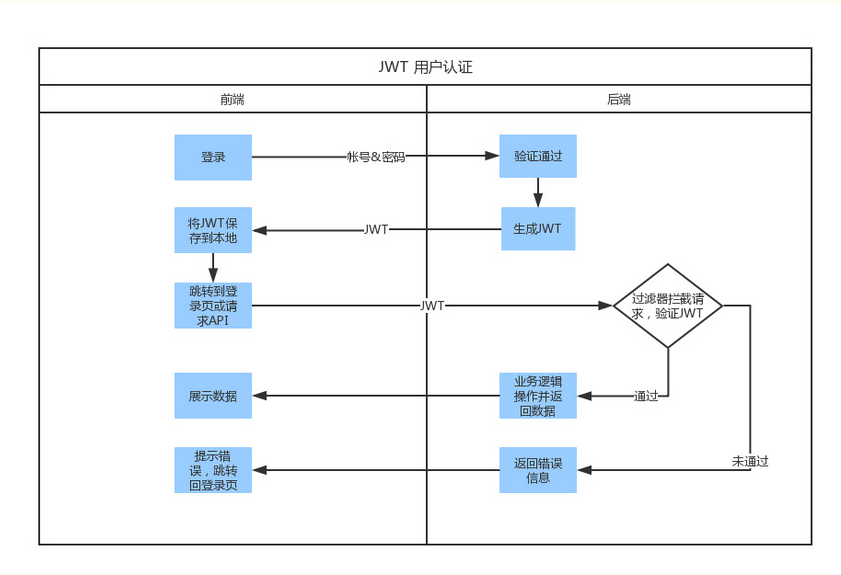 JWT 用户认证
前端
后端
登录
帐号&密码
验证通过
将JWT保
存到本地
JWT
生成JWT
跳转到登
录页或请
求API
JWT
过滤器拦截请
求，验证JWT
展示数据
业务逻辑
操作并返
回数据
通过
提示错
误，跳转
回登录页
返回错误
信息
未通过